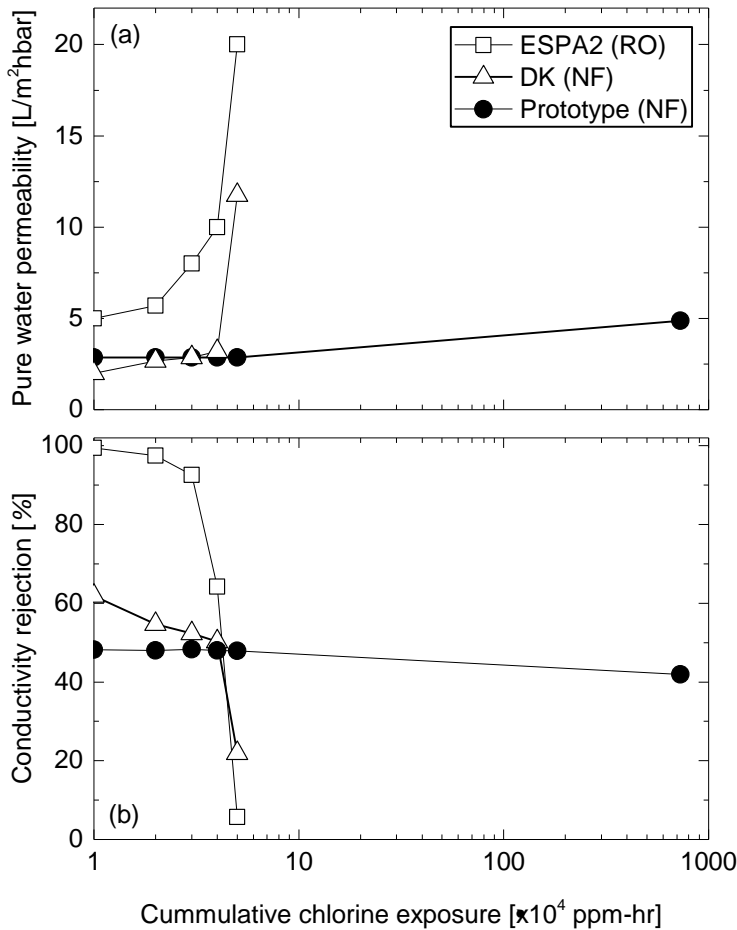 (a)
ESPA2 (RO)
DK (NF)
Prototype (NF)
Pure water permeability [L/m²hbar]
20
15
10
5
0
Conductivity rejection [%]
100
80
60
40
20
0
(b)
1
10
100
1000
Cummulative chlorine exposure [×10⁴ ppm-hr]